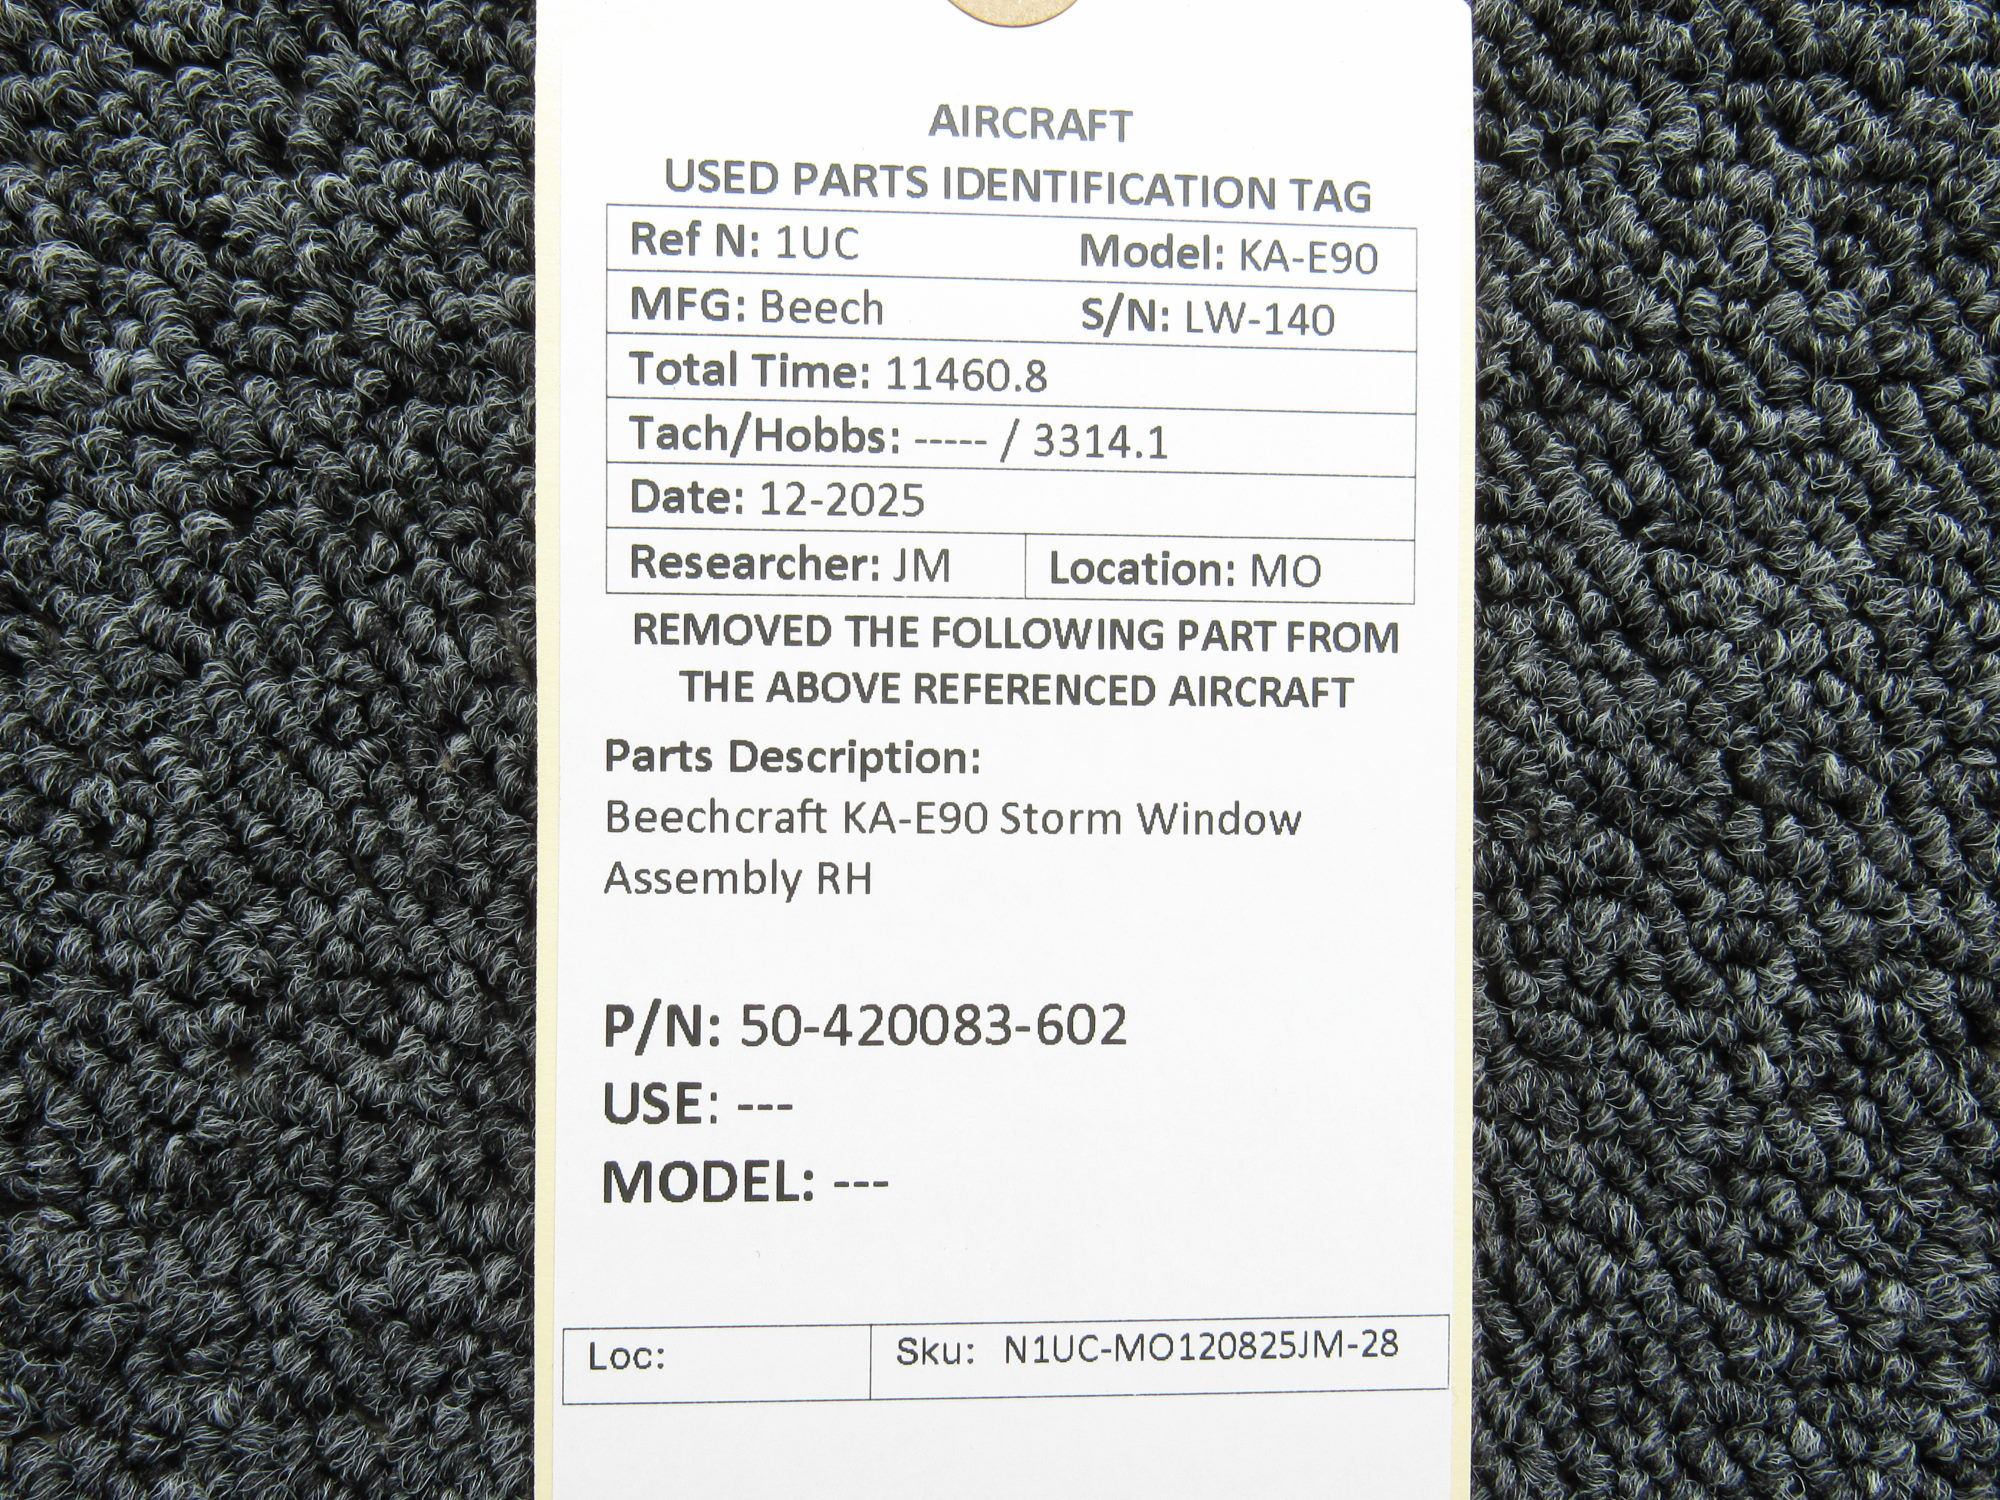 AIRCRAFT
USED PARTS IDENTIFICATION TAG
Ref N: 1UC Model: KA-E90
MFG: Beech S/N: LW-140
Total Time: 11460.8
Tach/Hobbs: ----- / 3314.1
Date: 12-2025
Researcher: JM Location: MO
REMOVED THE FOLLOWING PART FROM
THE ABOVE REFERENCED AIRCRAFT
Parts Description:
Beechcraft KA-E90 Storm Window
Assembly RH
P/N: 50-420083-602
USE: ---
MODEL: ---
Loc: Sku: N1UC-MO120825JM-28